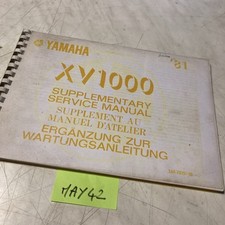 YAMAHA
'81
XV1000
SUPPLEMENTARY
SERVICE MANUAL
SUPPLEMENT AU
MANUEL D'ATELIER
ERGÄNZUNG ZUR
WARTUNGSANLEITUNG
MAY42